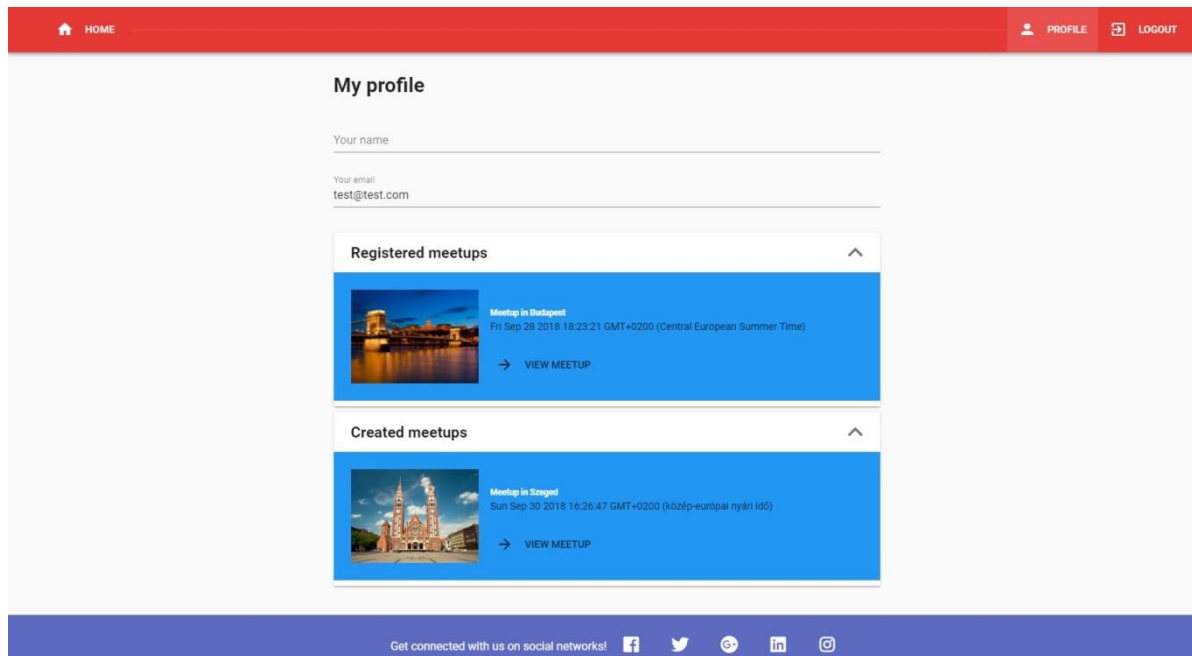 HOME
PROFILE
LOGOUT
My profile
Your name
Your email
test@test.com
Registered meetups
Meetup in Budapest
Fri Sep 28 2018 18:23:21 GMT+0200 (Central European Summer Time)
VIEW MEETUP
Created meetups
Meetup in Szeged
Sun Sep 30 2018 16:26:47 GMT+0200 (közép-európai nyári idő)
VIEW MEETUP
Get connected with us on social networks!